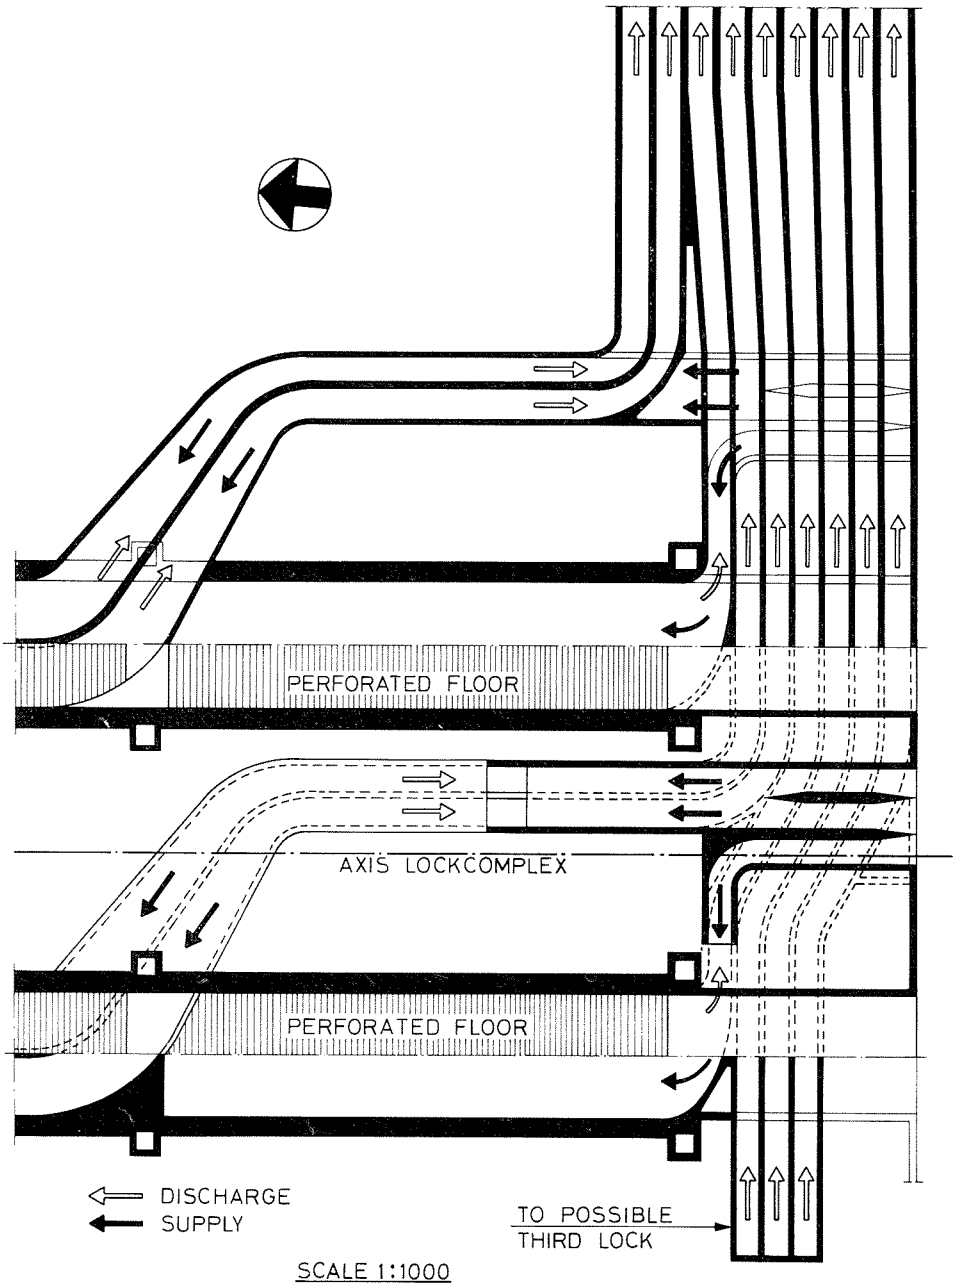 PERFORATED FLOOR
AXIS LOCKCOMPLEX
PERFORATED FLOOR
DISCHARGE
SUPPLY
TO POSSIBLE
THIRD LOCK
SCALE 1:1000